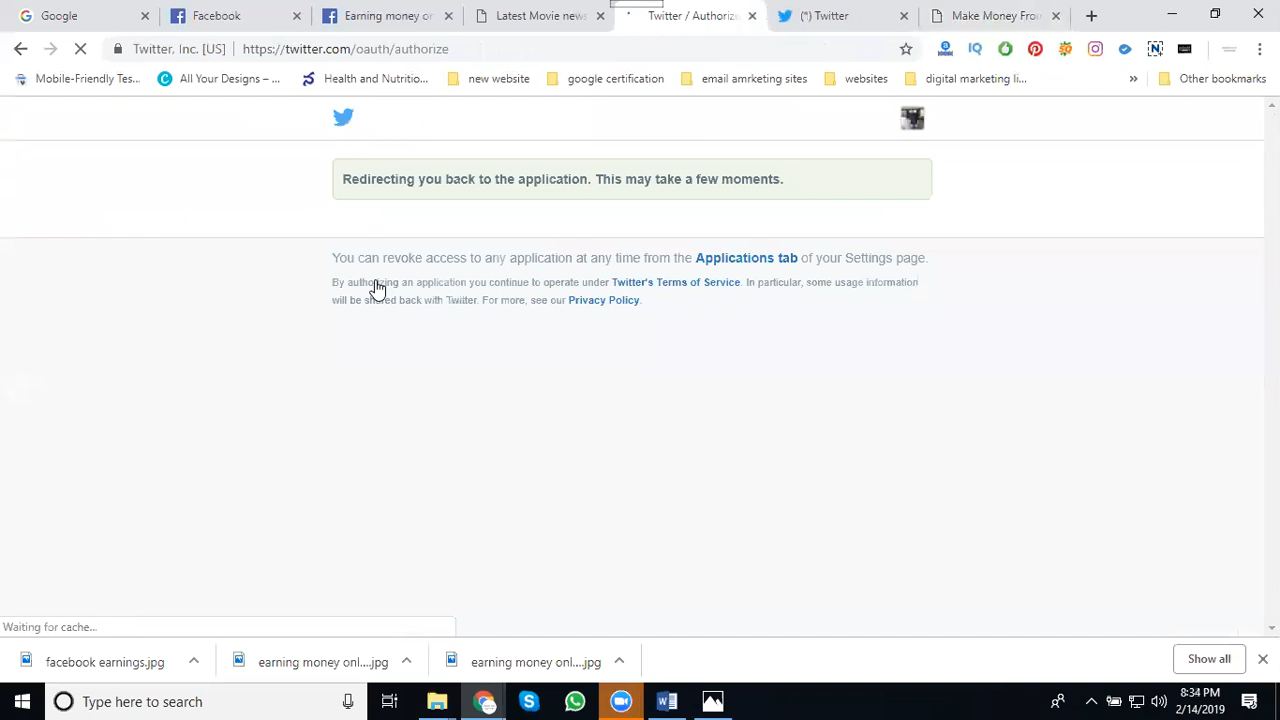 Google
Facebook
Earning money or
Latest Movie news
Twitter / Authorize
(*) Twitter
Make Money From
Twitter, Inc. [US]
https://twitter.com/oauth/authorize
Mobile-Friendly Tes...
All Your Designs – ...
Health and Nutritio...
new website
google certification
email amrketing sites
websites
digital marketing li...
»
Other bookmarks
Redirecting you back to the application. This may take a few moments.
You can revoke access to any application at any time from the Applications tab of your Settings page.
By authorizing an application you continue to operate under Twitter's Terms of Service. In particular, some usage information
will be shared back with Twitter. For more, see our Privacy Policy.
Waiting for cache...
facebook earnings.jpg
earning money onl....jpg
earning money onl....jpg
Show all
Type here to search
8:34 PM
2/14/2019